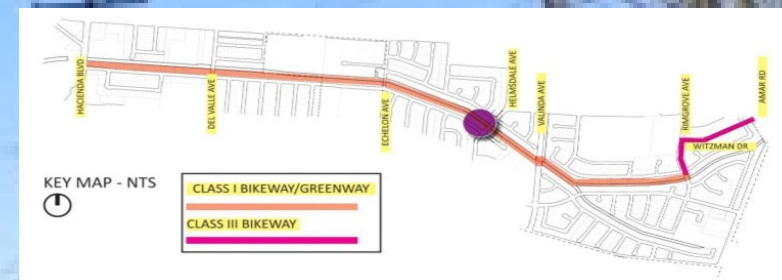 HACIENDA BLVD
DEL VALLE AVE
ECHELON AVE
HELMSDALE AVE
VALINDA AVE
RIMGROVE AVE
AMAR RD
WITZMAN DR
KEY MAP - NTS
CLASS I BIKEWAY/GREENWAY
CLASS III BIKEWAY